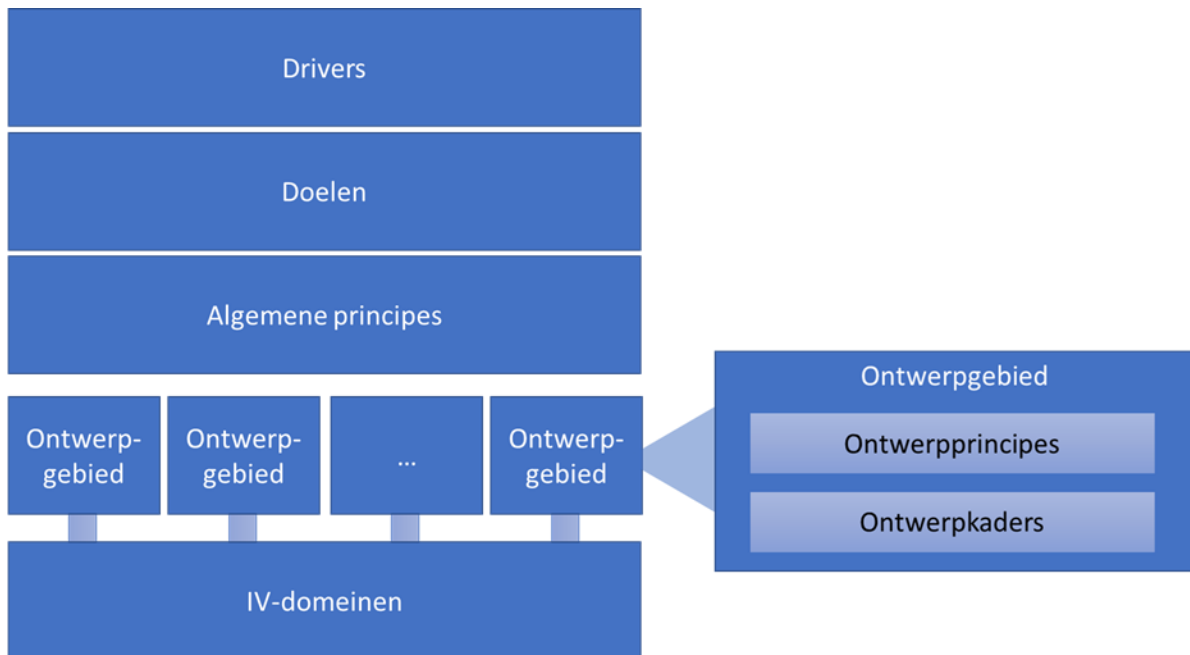 Drivers
Doelen
Algemene principes
Ontwerp-
gebied
Ontwerp-
gebied
...
Ontwerp-
gebied
IV-domeinen
Ontwerpgebied
Ontwerpprincipes
Ontwerpkaders